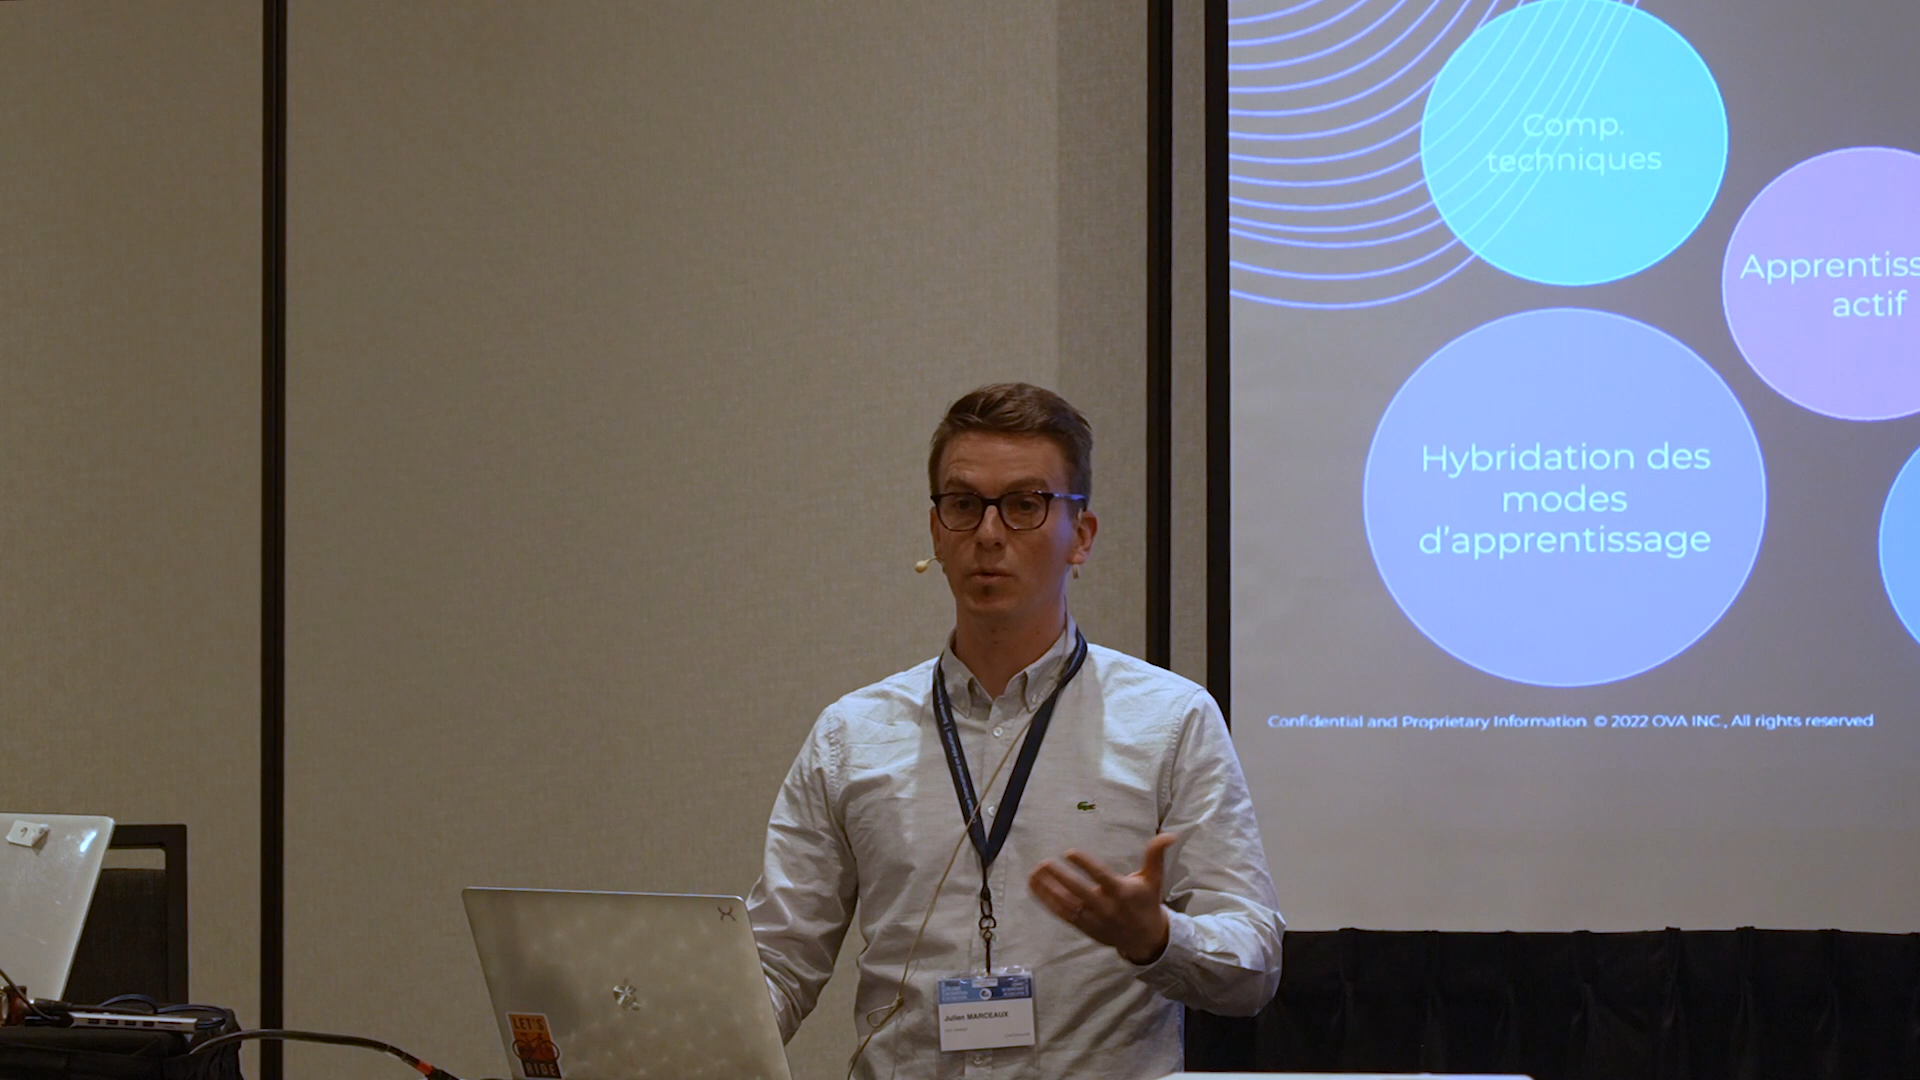 Comp.
techniques
Apprentiss
actif
Hybridation des
modes
d'apprentissage
Confidential and Proprietary Information © 2022 OVA INC., All rights reserved
Julien MARCEAUX
LET'S
RIDE